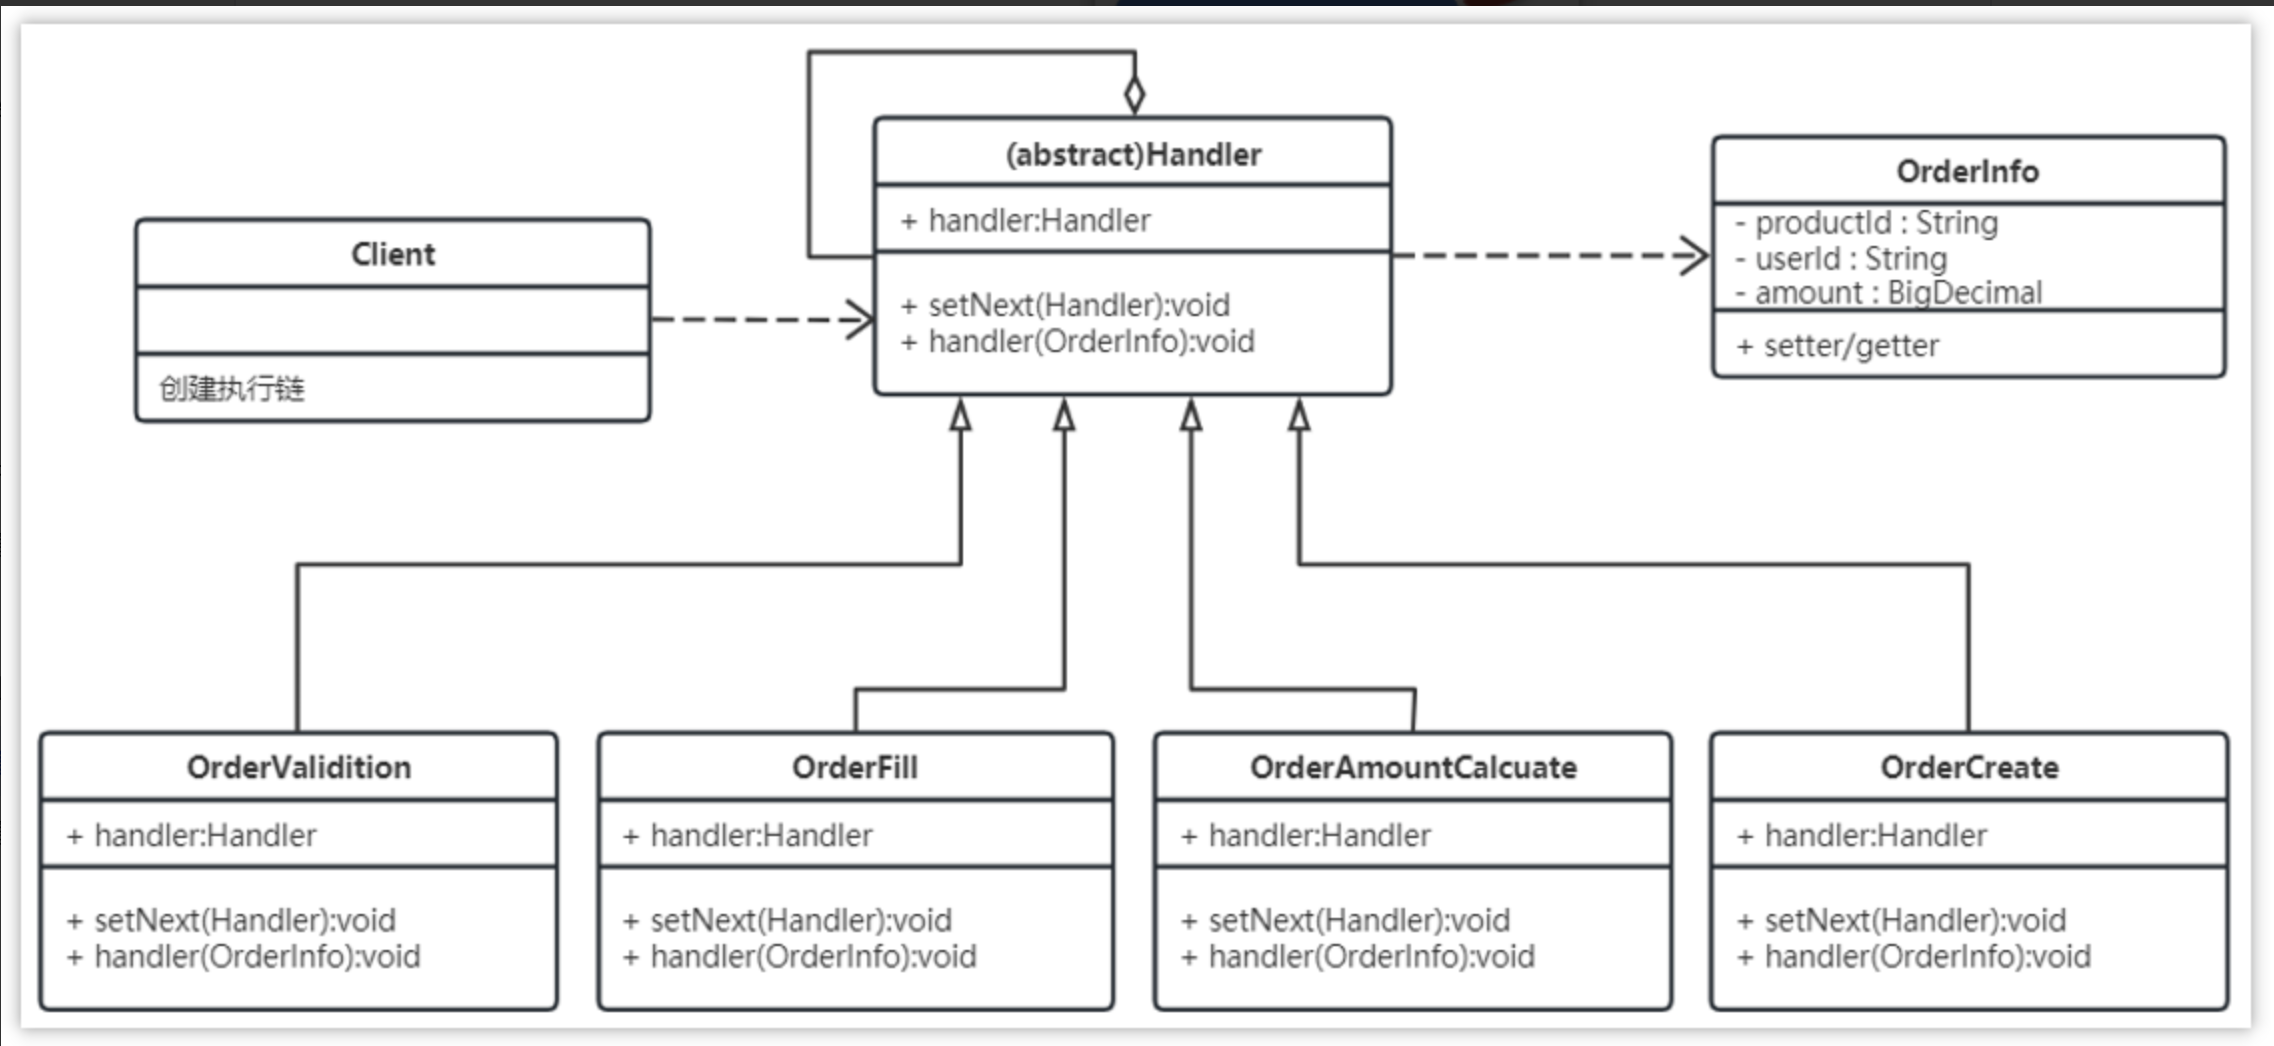 (abstract)Handler
+ handler:Handler
+ setNext(Handler):void
+ handler(OrderInfo):void
OrderInfo
- productId : String
- userId : String
- amount : BigDecimal
+ setter/getter
Client
创建执行链
OrderValidition
+ handler:Handler
+ setNext(Handler):void
+ handler(OrderInfo):void
OrderFill
+ handler:Handler
+ setNext(Handler):void
+ handler(OrderInfo):void
OrderAmountCalcuate
+ handler:Handler
+ setNext(Handler):void
+ handler(OrderInfo):void
OrderCreate
+ handler:Handler
+ setNext(Handler):void
+ handler(OrderInfo):void